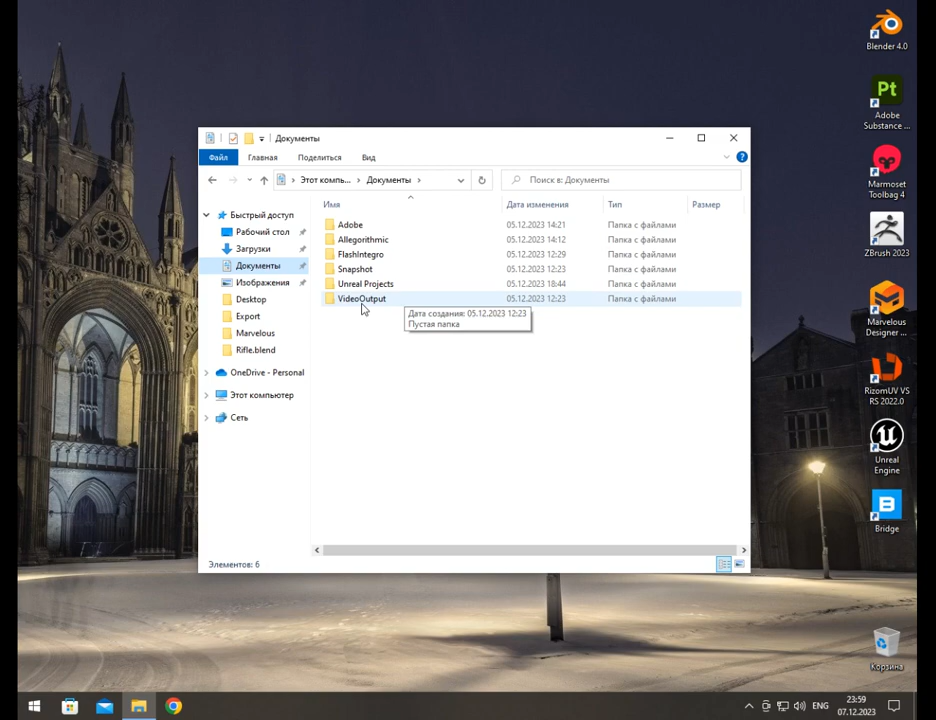 Blender 4.0
Pt
Adobe
Substance ...
Marmoset
Toolbag 4
ZBrush 2023
Marvelous
Designer ...
RizomUV VS
RS 2022.0
Unreal
Engine
B
Bridge
Корзина
Документы
Файл
Главная
Поделиться
Вид
Этот компь...
Документы
Поиск в: Документы
Имя
Дата изменения
Тип
Размер
Быстрый доступ
Рабочий стол
Загрузки
Документы
Изображения
Desktop
Export
Marvelous
Rifle.blend
OneDrive - Personal
Этот компьютер
Сеть
Adobe 05.12.2023 14:21 Папка с файлами
Allegorithmic 05.12.2023 14:12 Папка с файлами
FlashIntegro 05.12.2023 12:29 Папка с файлами
Snapshot 05.12.2023 12:23 Папка с файлами
Unreal Projects 05.12.2023 18:44 Папка с файлами
VideoOutput 05.12.2023 12:23 Папка с файлами
Дата создания: 05.12.2023 12:23
Пустая папка
Элементов: 6
ENG
23:59
07.12.2023